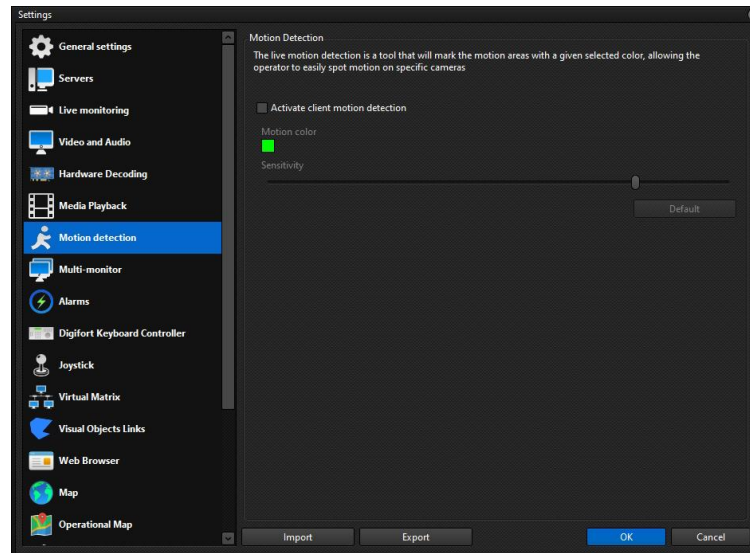 Settings
General settings
Servers
Live monitoring
Video and Audio
Hardware Decoding
Media Playback
Motion detection
Multi-monitor
Alarms
Digifort Keyboard Controller
Joystick
Virtual Matrix
Visual Objects Links
Web Browser
Map
Operational Map
Motion Detection
The live motion detection is a tool that will mark the motion areas with a given selected color, allowing the
operator to easily spot motion on specific cameras
Activate client motion detection
Motion color
Sensitivity
Default
Import
Export
OK
Cancel